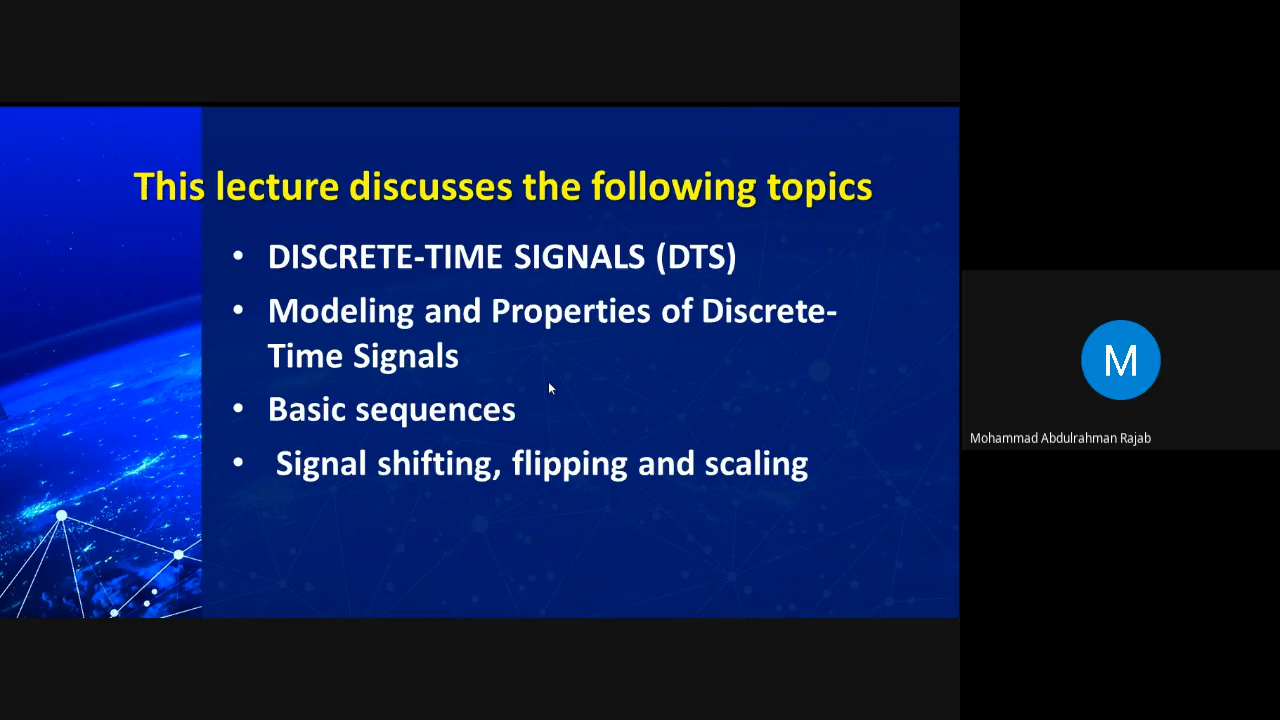 This lecture discusses the following topics
• DISCRETE-TIME SIGNALS (DTS)
• Modeling and Properties of Discrete-
Time Signals
• Basic sequences
• Signal shifting, flipping and scaling
M
Mohammad Abdulrahman Rajab